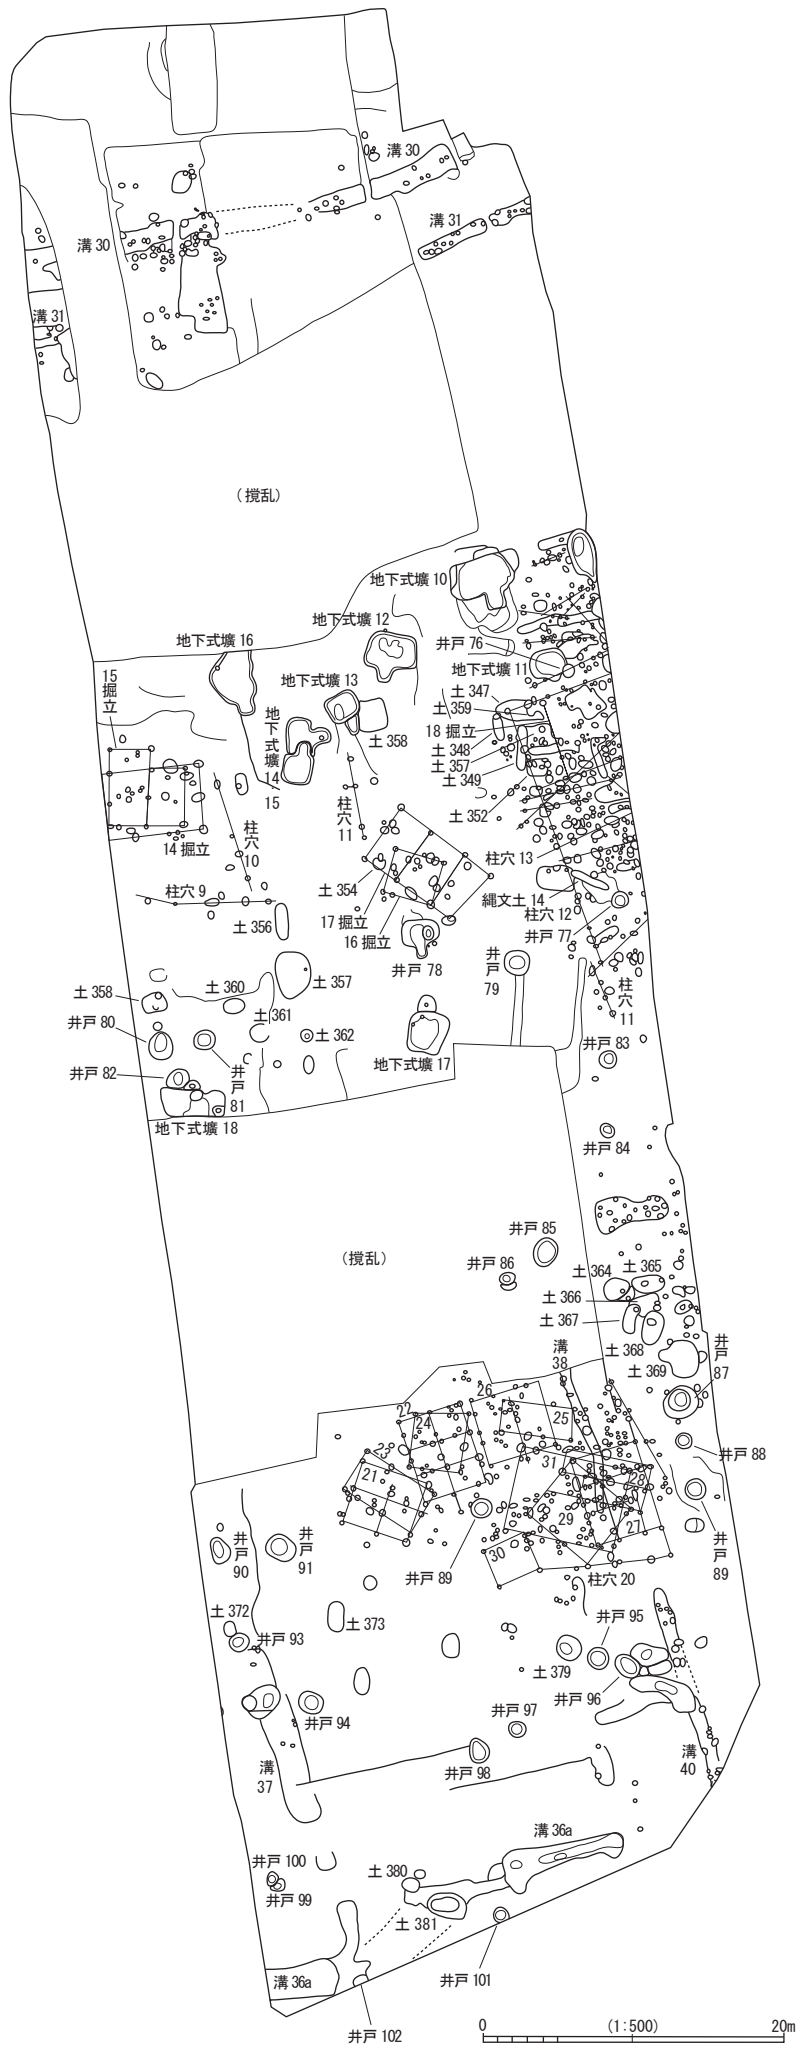 溝 30
溝 31
溝 30
溝 31
（撹乱）
地下式壙 10
地下式壙 12
井戸 76
地下式壙 16
地下式壙 11
15
掘立
地下式壙 13
土 347
土 359
地下式壙
14
15
18 掘立
土 358
土 348
土 357
土 349
柱穴
11
土 352
柱穴
10
14 掘立
柱穴 13
土 354
縄文土 14
柱穴 9
柱穴 12
17 掘立
土 356
16 掘立
井戸 77
井戸 78
井戸
79
土 357
土 358
土 360
柱穴
11
土 361
井戸 80
土 362
井戸 83
井戸 82
井戸
81
地下式壙 17
地下式壙 18
井戸 84
井戸 85
（撹乱）
井戸 86
土 364
土 365
土 366
土 367
土 368
溝
38
土 369
井戸
87
26
22
24
25
23
21
31
28
井戸 88
29
27
30
井戸
90
井戸
91
井戸 89
柱穴 20
井戸
89
土 372
土 373
井戸 95
井戸 93
土 379
井戸 96
井戸 94
井戸 97
溝
37
井戸 98
溝
40
溝 36a
井戸 100
土 380
井戸 99
土 381
溝 36a
井戸 101
井戸 102
0
(1:500)
20m